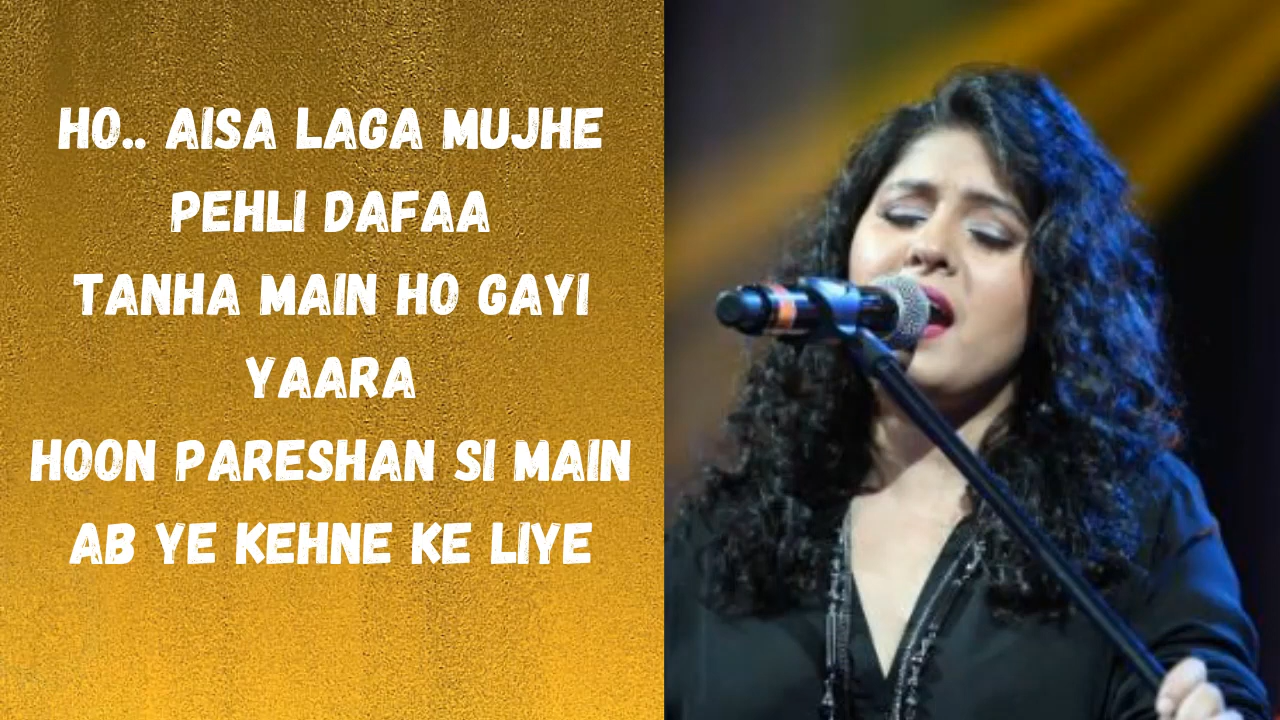 HO.. AISA LAGA MUJHE
PEHLI DAFAA
TANHA MAIN HO GAYI
YAARA
HOON PARESHAN SI MAIN
AB YE KEHNE KE LIYE